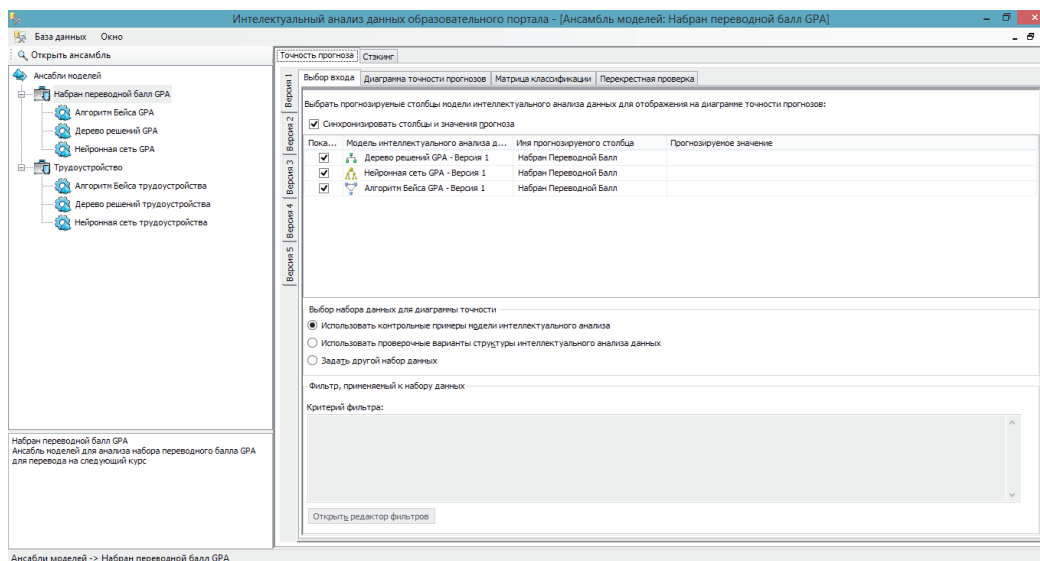 Интелектуальный анализ данных образовательного портала - [Ансамбль моделей: Набран переводной балл GPA]
База данных Окно
Открыть ансамбль
Ансабли моделей
Набран переводной балл GPA
Алгоритм Бейса GPA
Дерево решений GPA
Нейронная сеть GPA
Трудоустройство
Алгоритм Бейса трудоустройства
Дерево решений трудоустройства
Нейронная сеть трудоустройства
Набран переводной балл GPA
Ансабль моделей для анализа набора переводного балла GPA
для перевода на следующий курс
Точность прогноза Стэкинг
Версия 1
Версия 2
Версия 3
Версия 4
Версия 5
Выбор входа Диаграмма точности прогнозов Матрица классификации Перекрестная проверка
Выбрать прогнозируемые столбцы модели интеллектуального анализа данных для отображения на диаграмме точности прогнозов:
Синхронизировать столбцы и значения прогноза
Пока... Модель интеллектуального анализа д... Имя прогнозируемого столбца Прогнозируемое значение
Дерево решений GPA - Версия 1 Набран Переводной Балл
Нейронная сеть GPA - Версия 1 Набран Переводной Балл
Алгоритм Бейса GPA - Версия 1 Набран Переводной Балл
Выбор набора данных для диаграммы точности
Использовать контрольные примеры модели интеллектуального анализа
Использовать проверочные варианты структуры интеллектуального анализа данных
Задать другой набор данных
Фильтр, применяемый к набору данных
Критерий фильтра:
Открыть редактор фильтров
Ансабли моделей -> Набран переводной балл GPA